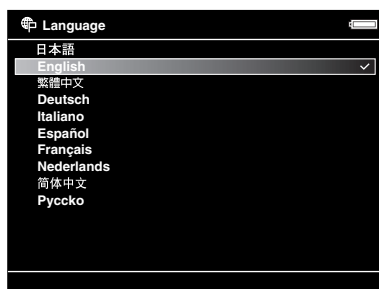 Language
日本語
English
繁體中文
Deutsch
Italiano
Español
Français
Nederlands
简体中文
Pyccko